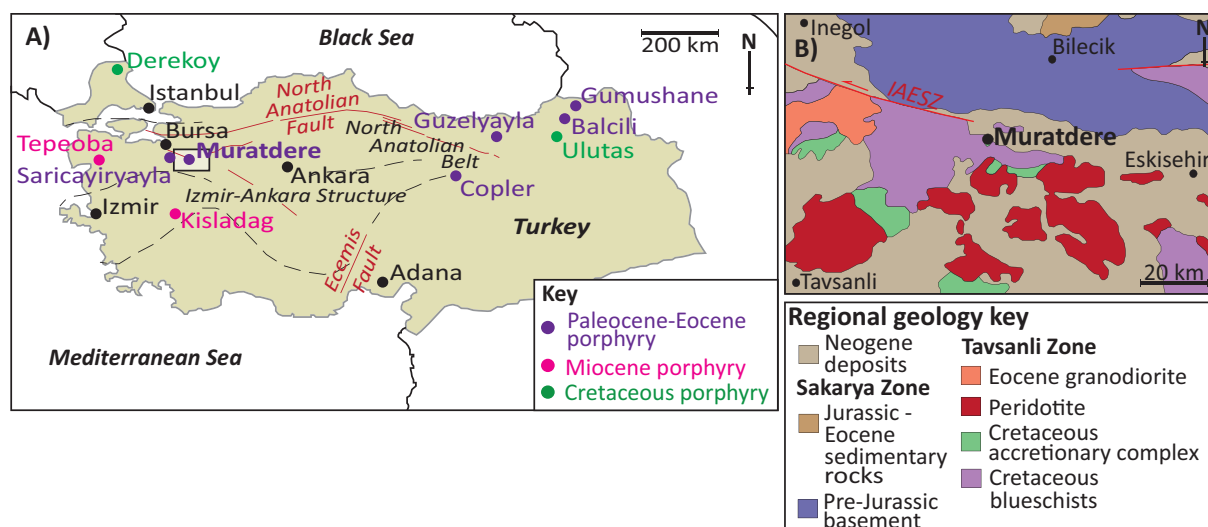 A)
Black Sea
200 km
N
Derekoy
Istanbul
North
Anatolian
Fault
Gumushane
Guzelyayla
Balcili
Bursa
North
Anatolian
Belt
Ulutas
Tepeoba
Muratdere
Saricayiryayla
Ankara
Copler
Izmir-Ankara Structure
Izmir
Kisladag
Turkey
Ecemis
Fault
Adana
Mediterranean Sea
Key
Paleocene-Eocene
porphyry
Miocene porphyry
Cretaceous porphyry
B)
Inegol
Bilecik
N
IAESZ
Muratdere
Eskisehir
Tavsanli
20 km
Regional geology key
Neogene
deposits
Sakarya Zone
Jurassic -
Eocene
sedimentary
rocks
Pre-Jurassic
basement
Tavsanli Zone
Eocene granodiorite
Peridotite
Cretaceous
accretionary complex
Cretaceous
blueschists